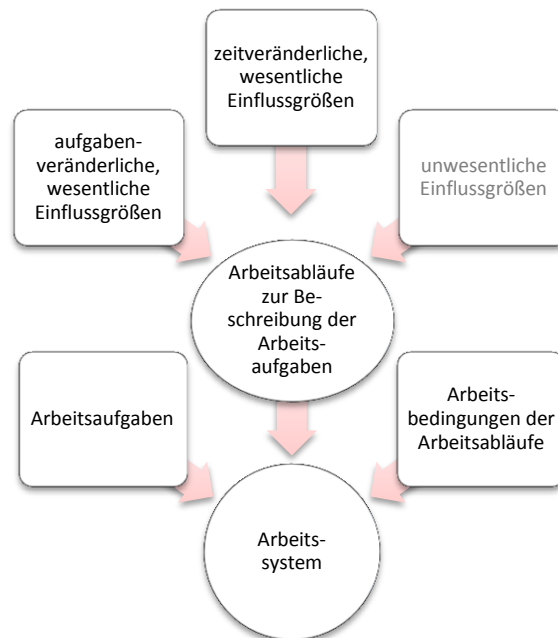 zeitveränderliche,
wesentliche
Einflussgrößen
aufgaben-
veränderliche,
wesentliche
Einflussgrößen
unwesentliche
Einflussgrößen
Arbeitsabläufe
zur Be-
schreibung der
Arbeits-
aufgaben
Arbeitsaufgaben
Arbeits-
bedingungen der
Arbeitsabläufe
Arbeits-
system